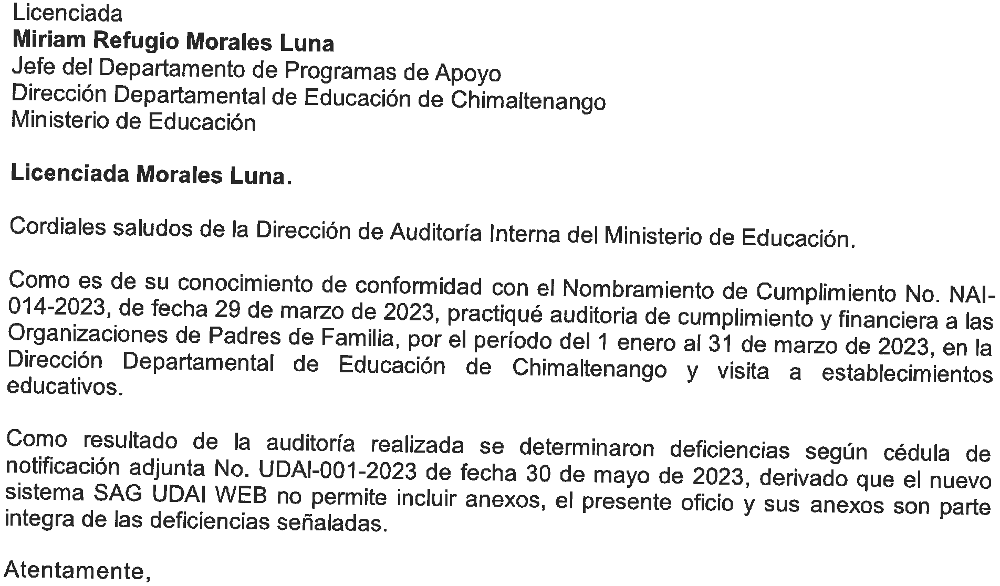 Licenciada
Miriam Refugio Morales Luna
Jefe del Departamento de Programas de Apoyo
Dirección Departamental de Educación de Chimaltenango
Ministerio de Educación
Licenciada Morales Luna.
Cordiales saludos de la Dirección de Auditoría Interna del Ministerio de Educación.
Como es de su conocimiento de conformidad con el Nombramiento de Cumplimiento No. NAI-
014-2023, de fecha 29 de marzo de 2023, practiqué auditoria de cumplimiento y financiera a las
Organizaciones de Padres de Familia, por el período del 1 enero al 31 de marzo de 2023, en la
Dirección Departamental de Educación de Chimaltenango y visita a establecimientos
educativos.
Como resultado de la auditoría realizada se determinaron deficiencias según cédula de
notificación adjunta No. UDAI-001-2023 de fecha 30 de mayo de 2023, derivado que el nuevo
sistema SAG UDAI WEB no permite incluir anexos, el presente oficio y sus anexos son parte
integra de las deficiencias señaladas.
Atentamente,